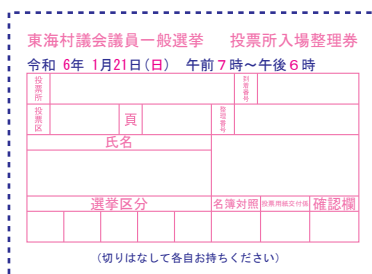 東海村議会議員一般選挙 投票所入場整理券
令和 6年 1月21日(日) 午前7時～午後6時
投票所 到着番号
投票区 頁 整理番号
氏名
選挙区分 名簿対照 投票用紙交付係 確認欄
(切りはなして各自お持ちください)